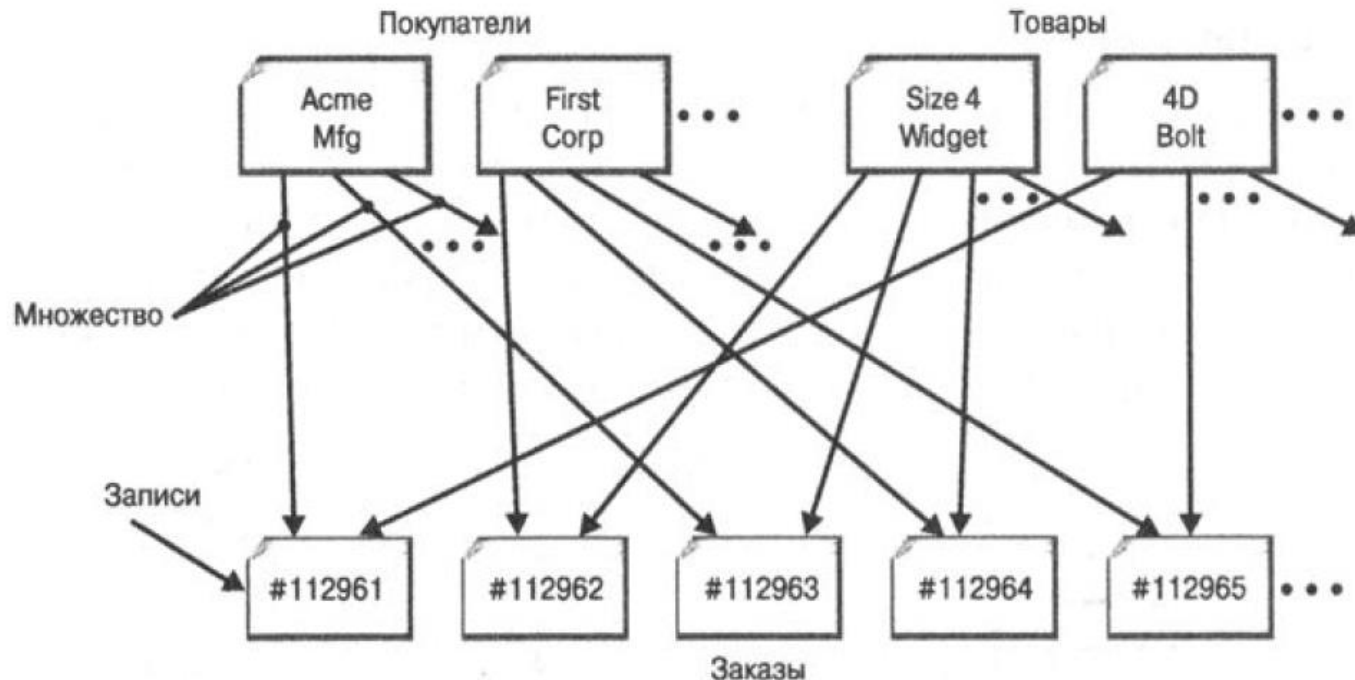 Покупатели
Товары
Acme
Mfg
First
Corp
Size 4
Widget
4D
Bolt
Множество
Записи
#112961
#112962
#112963
#112964
#112965
Заказы